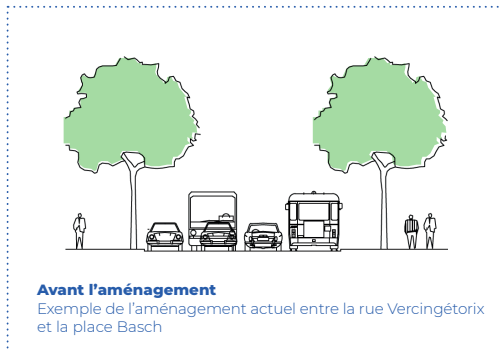 Avant l’aménagement
Exemple de l’aménagement actuel entre la rue Vercingétorix
et la place Basch